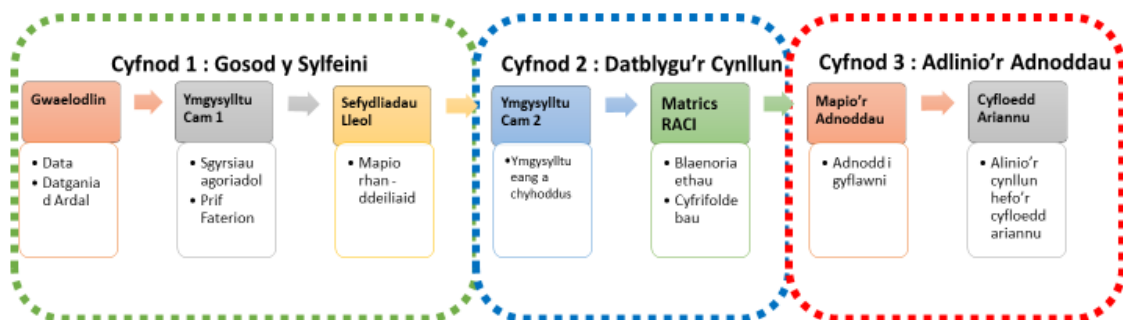 Cyfnod 1 : Gosod y Sylfeini
Gwaelodlin
• Data
• Datgania
d Ardal
Ymgysylltu
Cam 1
• Sgyrsiau
agoriadol
• Prif
Faterion
Sefydliadau
Lleol
• Mapio
rhan -
ddeiliaid
Cyfnod 2 : Datblygu'r Cynllun
Ymgysylltu
Cam 2
•Ymgysylltu
eang a
chyhoddus
Matrics
RACI
• Blaenoria
ethau
• Cyfrifolde
bau
Cyfnod 3 : Adlinio'r Adnoddau
Mapio'r
Adnoddau
• Adnodd i
gyflawni
Cyfloedd
Ariannu
• Alinio'r
cynllun
hefo'r
cyfloedd
ariannu